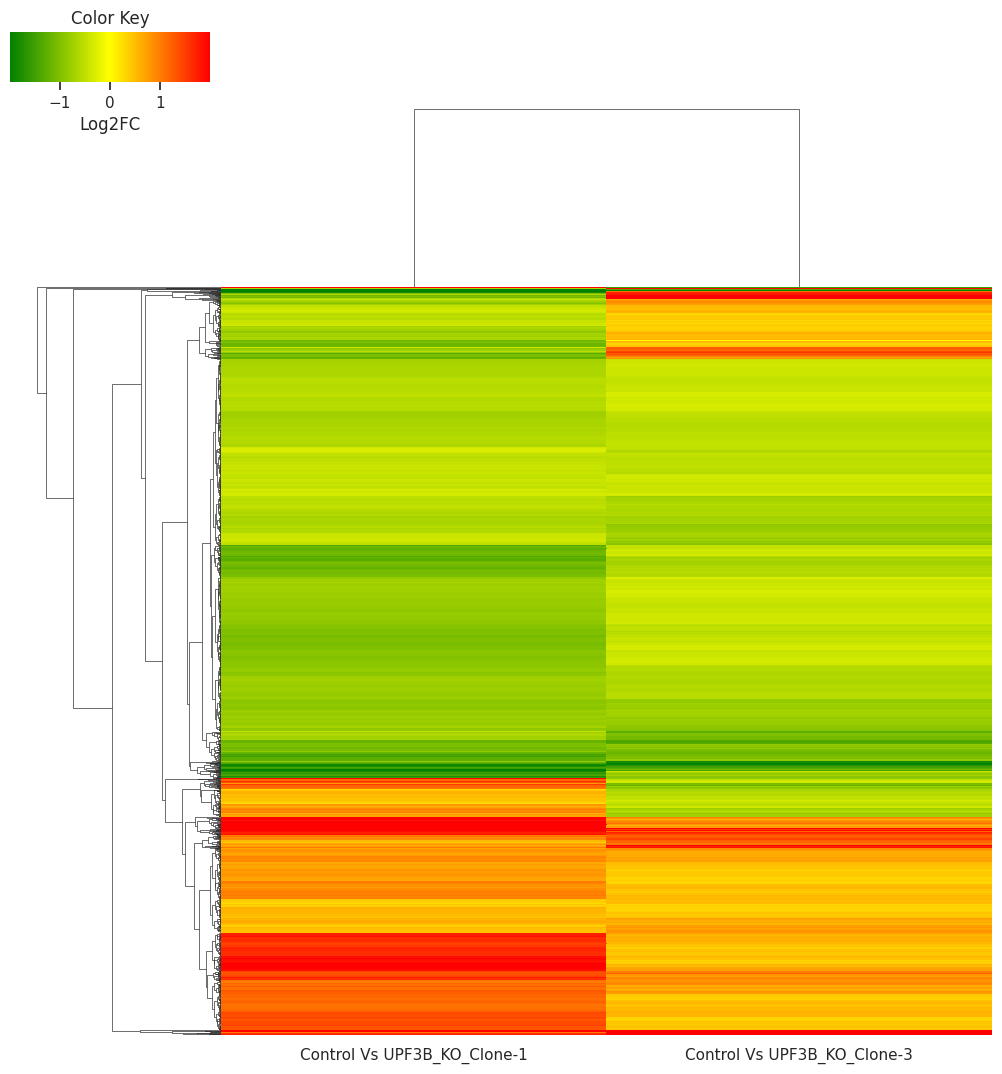 Color Key
−1 0 1
Log2FC
Control Vs UPF3B_KO_Clone-1 Control Vs UPF3B_KO_Clone-3